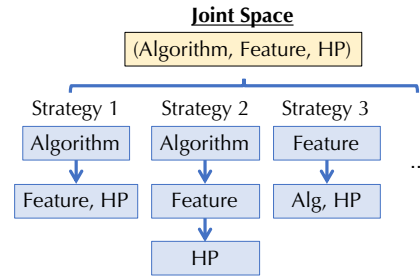 Joint Space
(Algorithm, Feature, HP)
Strategy 1 Strategy 2 Strategy 3
Algorithm Algorithm Feature
...
Feature, HP Feature Alg, HP
HP